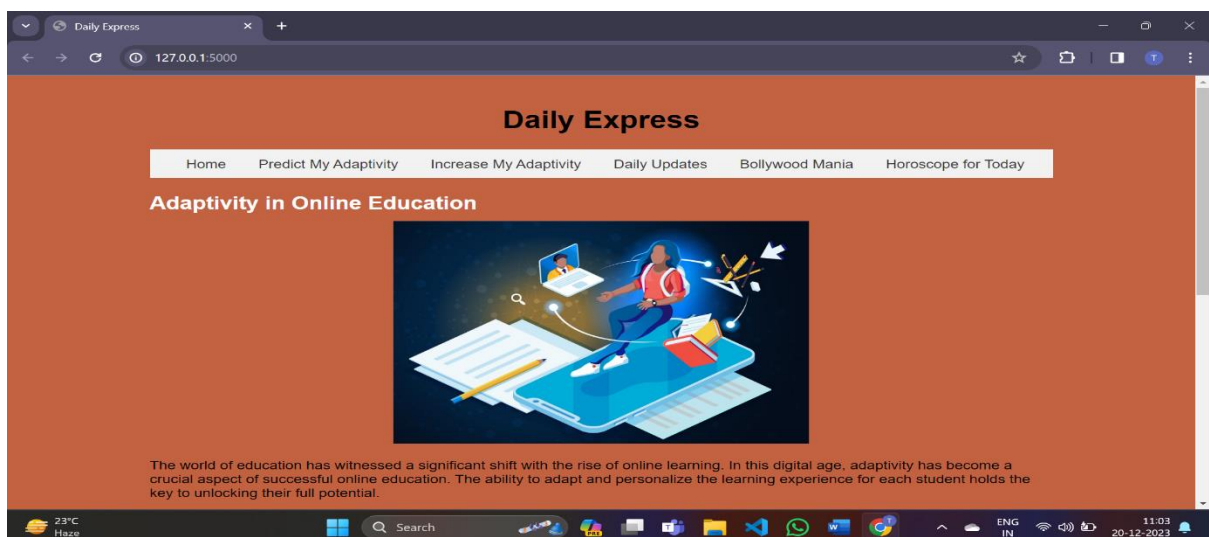 Daily Express
127.0.0.1:5000
T
Daily Express
Home Predict My Adaptivity Increase My Adaptivity Daily Updates Bollywood Mania Horoscope for Today
Adaptivity in Online Education
The world of education has witnessed a significant shift with the rise of online learning. In this digital age, adaptivity has become a
crucial aspect of successful online education. The ability to adapt and personalize the learning experience for each student holds the
key to unlocking their full potential.
23°C
Haze
Search
PRE
ENG
IN
11:03
20-12-2023